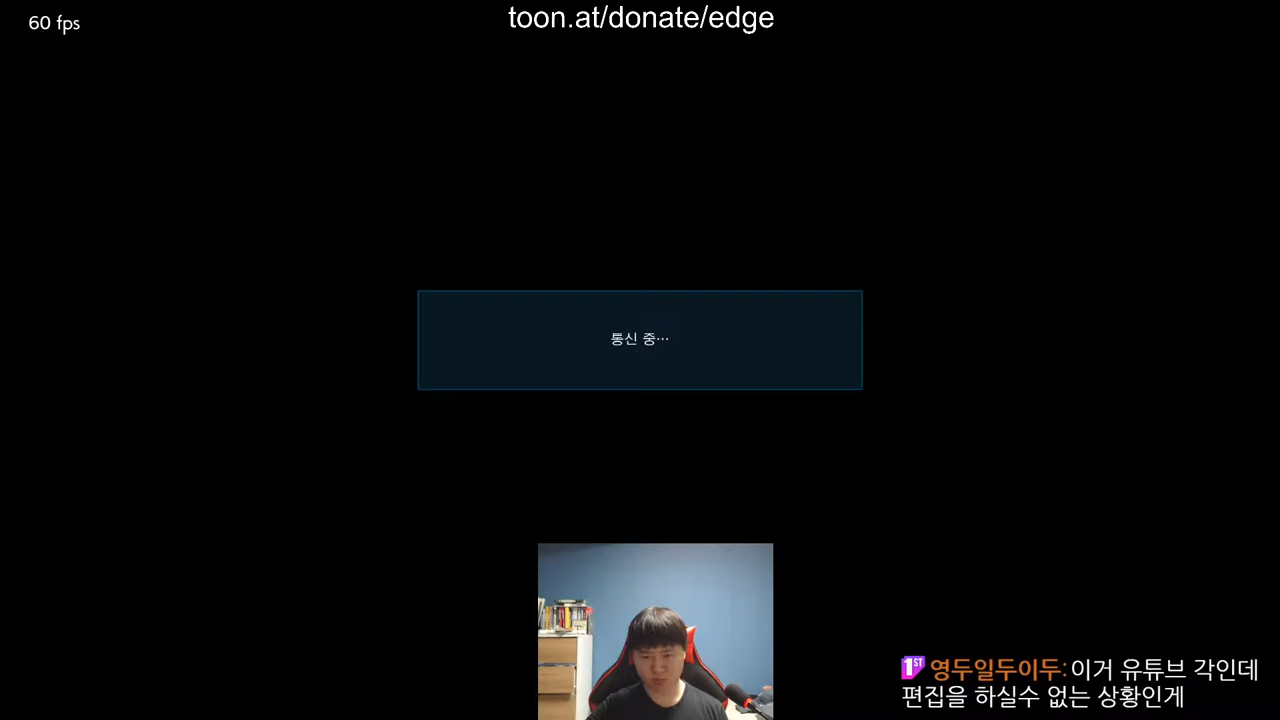 toon.at/donate/edge
60 fps
통신 중…
1ST 영두일두이두: 이거 유튜브 각인데
편집을 하실수 없는 상황인게